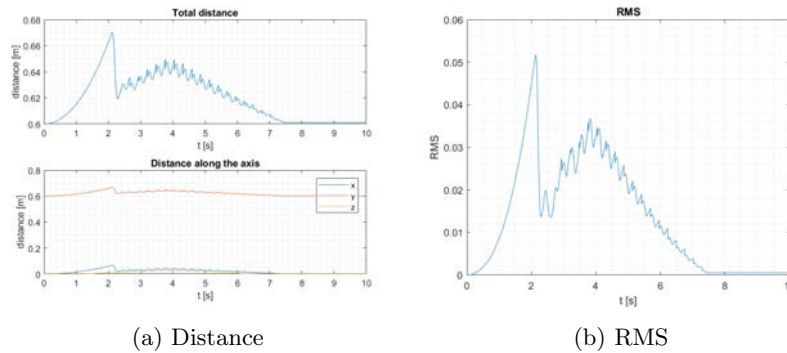 Total distance
distance [m]
0.68
0.66
0.64
0.62
0.6
0 1 2 3 4 5 6 7 8 9 10
t [s]
Distance along the axis
distance [m]
0.8
0.6
0.4
0.2
0
x
y
z
0 1 2 3 4 5 6 7 8 9 10
t [s]
(a) Distance
RMS
RMS
0.06
0.05
0.04
0.03
0.02
0.01
0
0 2 4 6 8 10
t [s]
(b) RMS